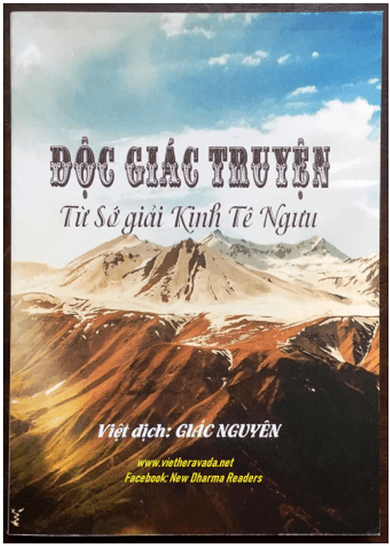 ĐỘC GIÁC TRUYỆN
Từ Sớ giải Kinh Tê Ngưu
Việt dịch: GIÁC NGUYÊN
www.vietheravada.net
Facebook: New Dharma Readers